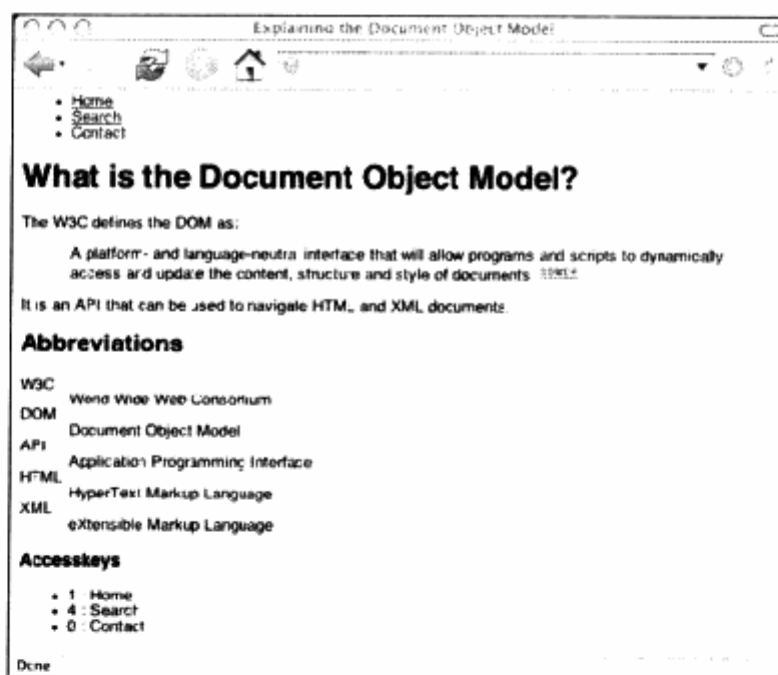 Explaining the Document Object Model
• Home
• Search
• Contact
What is the Document Object Model?
The W3C defines the DOM as:
A platform- and language-neutral interface that will allow programs and scripts to dynamically
access and update the content, structure and style of documents
It is an API that can be used to navigate HTML and XML documents.
Abbreviations
W3C
World Wide Web Consortium
DOM
Document Object Model
API
Application Programming Interface
HTML
HyperText Markup Language
XML
eXtensible Markup Language
Accesskeys
• 1 : Home
• 4 : Search
• 0 : Contact
Done